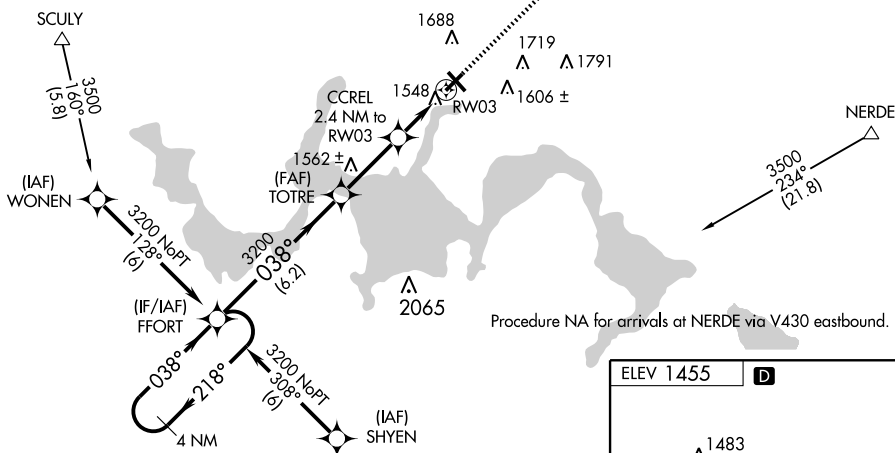 SCULY
3500
160°
(5.8)
1688
1719
1791
1548
1606 ±
RW03
CCREL
2.4 NM to
RW03
NERDE
3500
234°
(21.8)
1562 ±
(FAF)
TOTRE
(IAF)
WONEN
3200 NoPT
128°
(6)
3200
038°
(6.2)
2065
(IF/IAF)
FFORT
Procedure NA for arrivals at NERDE via V430 eastbound.
038°
218°
3200 NoPT
308°
(6)
4 NM
(IAF)
SHYEN
ELEV 1455
D
1483